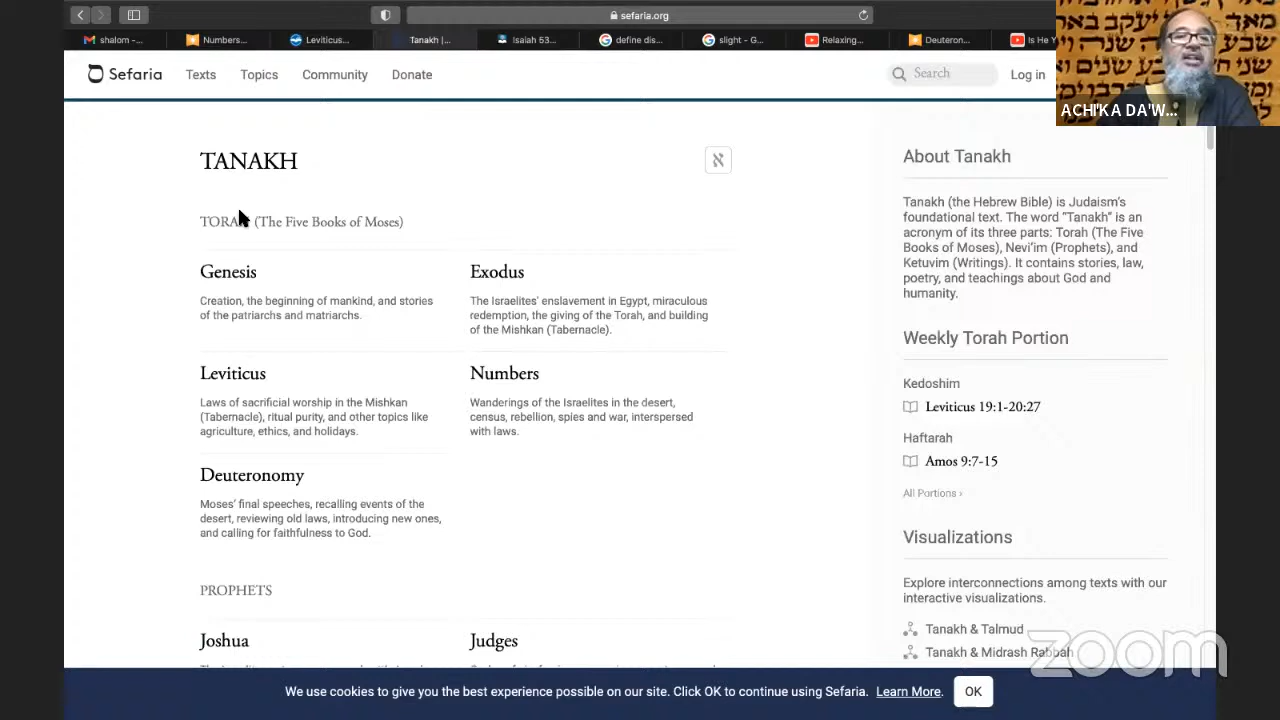 sefaria.org
shalom -...
Numbers...
Leviticus...
Tanakh |...
Isaiah 53...
define dis...
slight - G...
Relaxing...
Deuteron...
Is He Y
ACHI'KA DA'W...
Sefaria
Texts
Topics
Community
Donate
Search
Log in
TANAKH
א
TORAH (The Five Books of Moses)
Genesis
Creation, the beginning of mankind, and stories
of the patriarchs and matriarchs.
Exodus
The Israelites' enslavement in Egypt, miraculous
redemption, the giving of the Torah, and building
of the Mishkan (Tabernacle).
Leviticus
Laws of sacrificial worship in the Mishkan
(Tabernacle), ritual purity, and other topics like
agriculture, ethics, and holidays.
Numbers
Wanderings of the Israelites in the desert,
census, rebellion, spies and war, interspersed
with laws.
Deuteronomy
Moses' final speeches, recalling events of the
desert, reviewing old laws, introducing new ones,
and calling for faithfulness to God.
PROPHETS
Joshua
Judges
About Tanakh
Tanakh (the Hebrew Bible) is Judaism's
foundational text. The word "Tanakh" is an
acronym of its three parts: Torah (The Five
Books of Moses), Nevi'im (Prophets), and
Ketuvim (Writings). It contains stories, law,
poetry, and teachings about God and
humanity.
Weekly Torah Portion
Kedoshim
Leviticus 19:1-20:27
Haftarah
Amos 9:7-15
All Portions ›
Visualizations
Explore interconnections among texts with our
interactive visualizations.
Tanakh & Talmud
Tanakh & Midrash Rabbah
zoom
We use cookies to give you the best experience possible on our site. Click OK to continue using Sefaria. Learn More.
OK